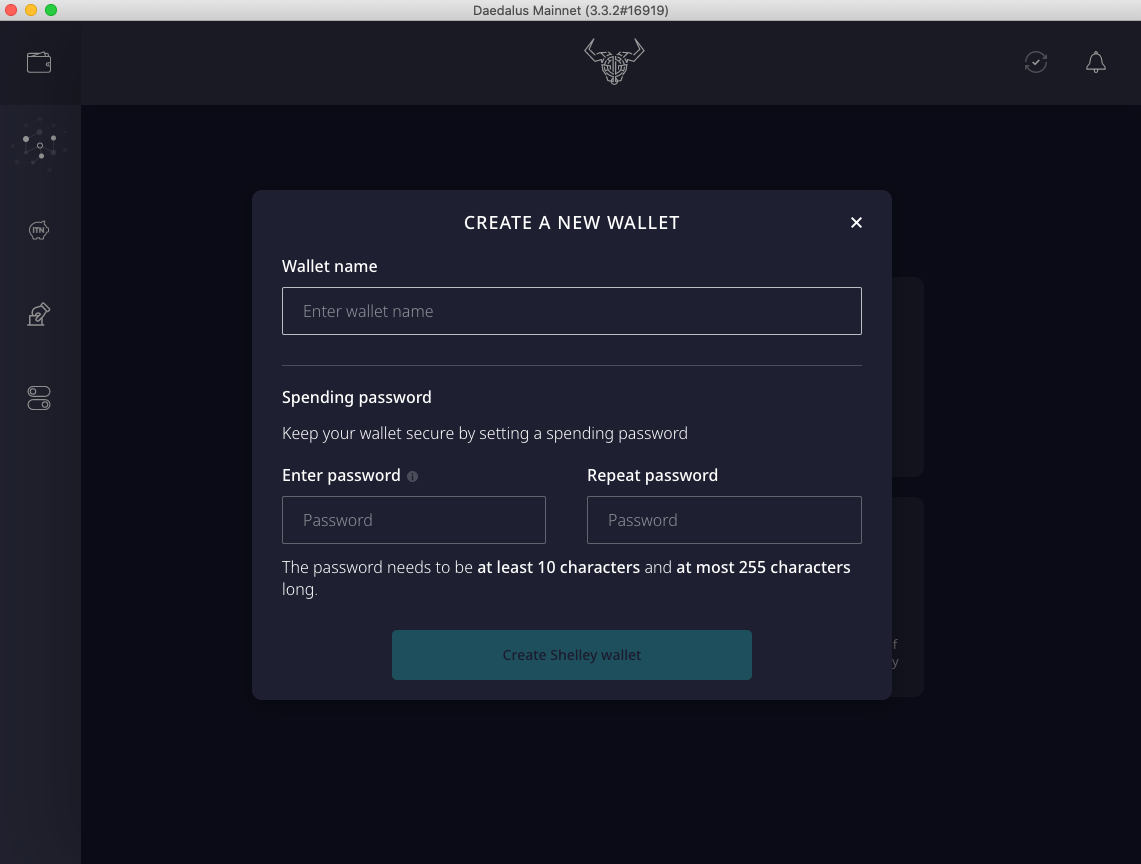 Daedalus Mainnet (3.3.2#16919)
CREATE A NEW WALLET
Wallet name
Enter wallet name
ITN
Spending password
Keep your wallet secure by setting a spending password
Enter password
Repeat password
Password
Password
The password needs to be at least 10 characters and at most 255 characters
long.
f
Create Shelley wallet
y